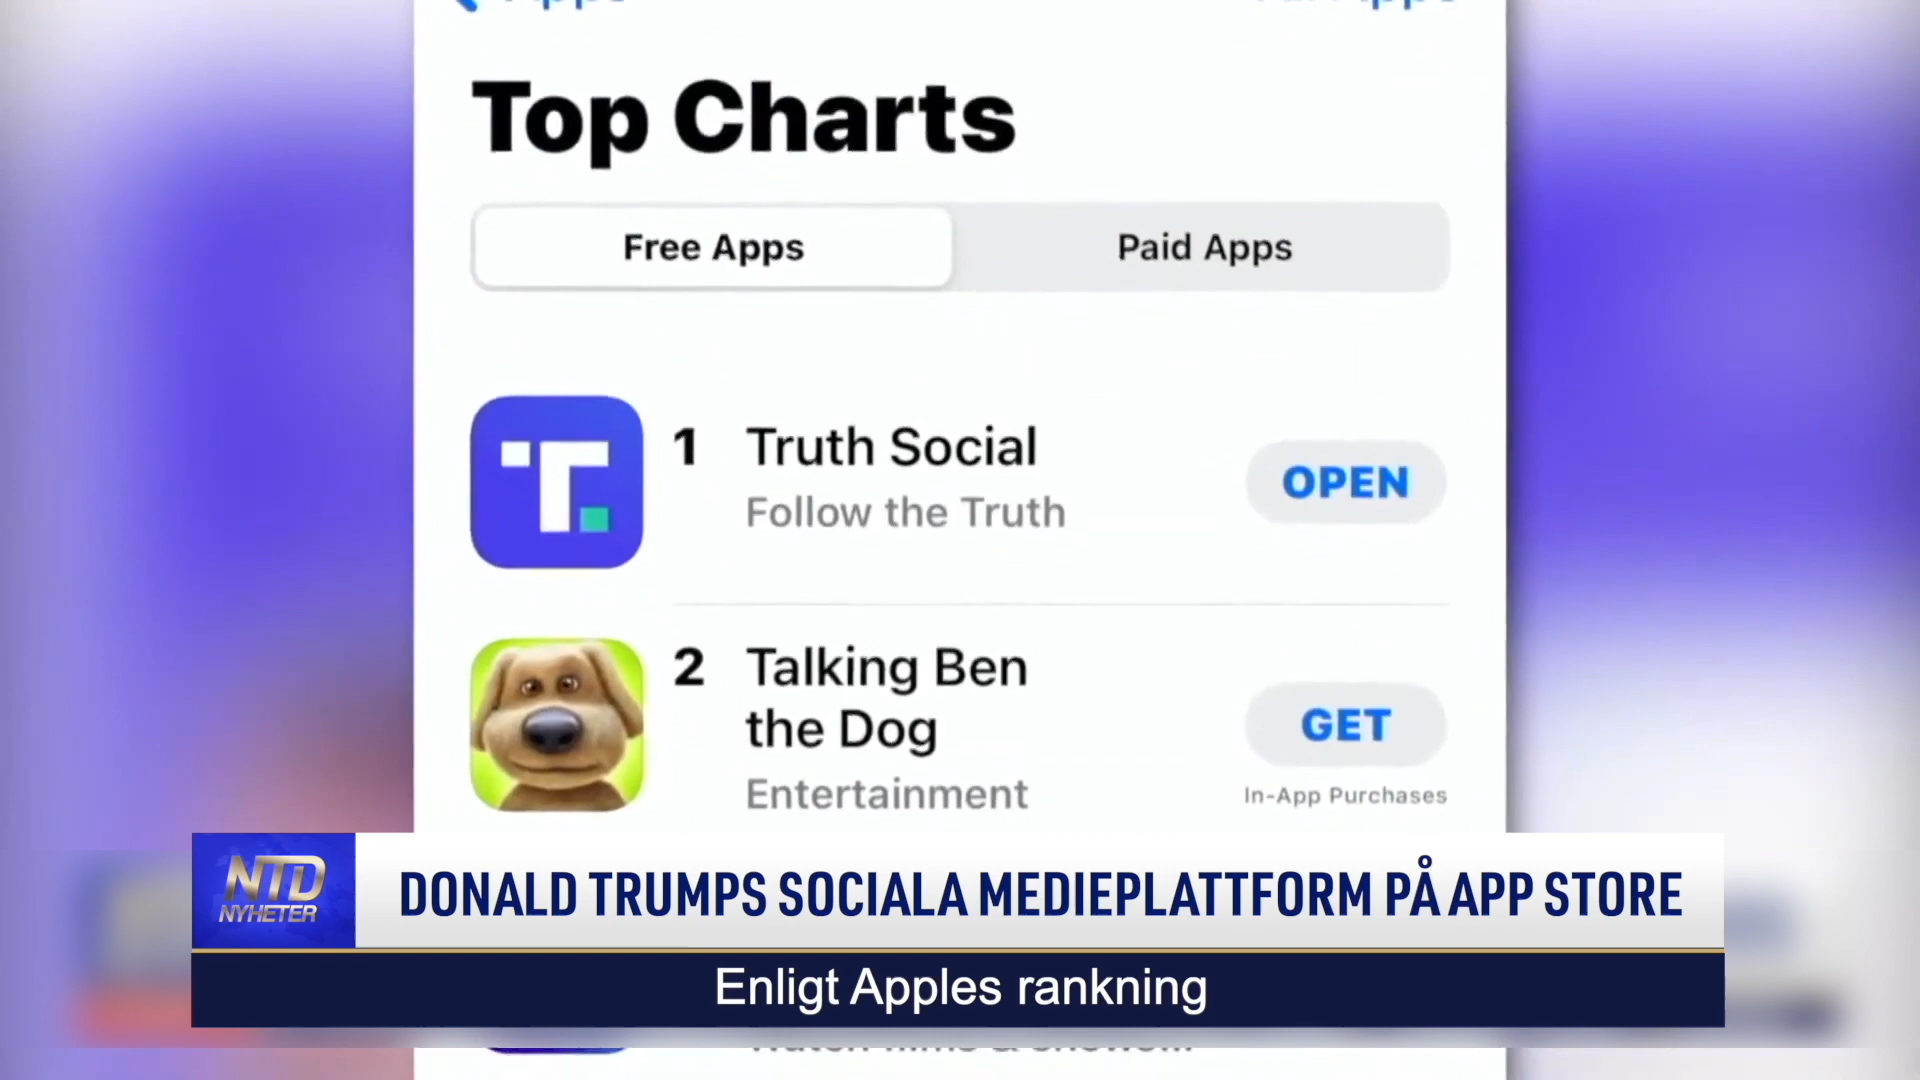 Top Charts
Free Apps
Paid Apps
1 Truth Social
Follow the Truth
OPEN
2 Talking Ben
the Dog
Entertainment
GET
In-App Purchases
NTD
NYHETER
DONALD TRUMPS SOCIALA MEDIEPLATTFORM PÅ APP STORE
Enligt Apples rankning